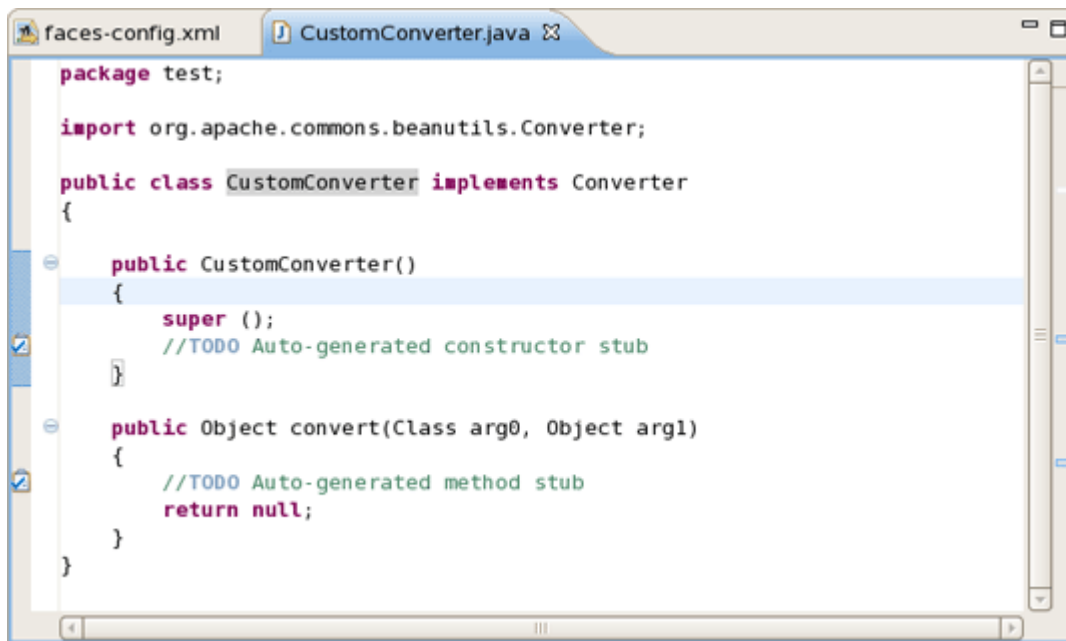 faces-config.xml CustomConverter.java
package test;
import org.apache.commons.beanutils.Converter;
public class CustomConverter implements Converter
{
public CustomConverter()
{
super ();
//TODO Auto-generated constructor stub
}
public Object convert(Class arg0, Object arg1)
{
//TODO Auto-generated method stub
return null;
}
}